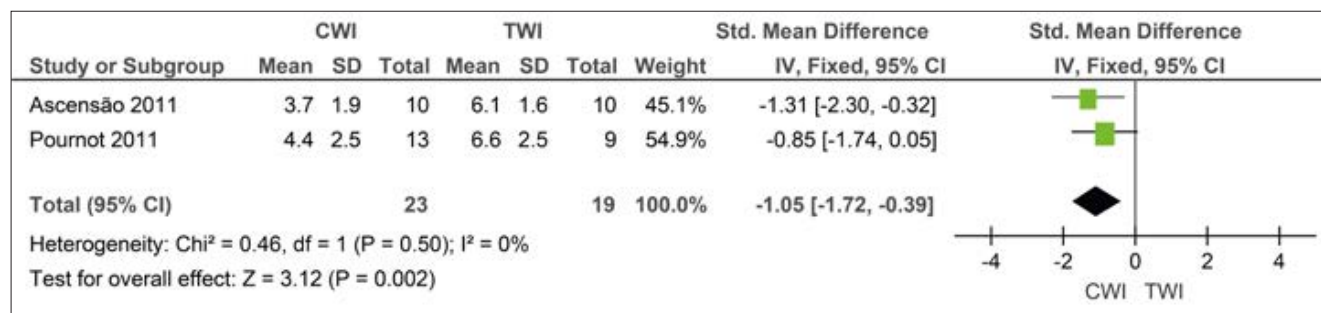 CWI TWI Std. Mean Difference Std. Mean Difference
Study or Subgroup Mean SD Total Mean SD Total Weight IV, Fixed, 95% CI IV, Fixed, 95% CI
Ascensão 2011 3.7 1.9 10 6.1 1.6 10 45.1% -1.31 [-2.30, -0.32]
Pournot 2011 4.4 2.5 13 6.6 2.5 9 54.9% -0.85 [-1.74, 0.05]
Total (95% CI) 23 19 100.0% -1.05 [-1.72, -0.39]
Heterogeneity: Chi² = 0.46, df = 1 (P = 0.50); I² = 0%
Test for overall effect: Z = 3.12 (P = 0.002)
-4 -2 0 2 4
CWI TWI